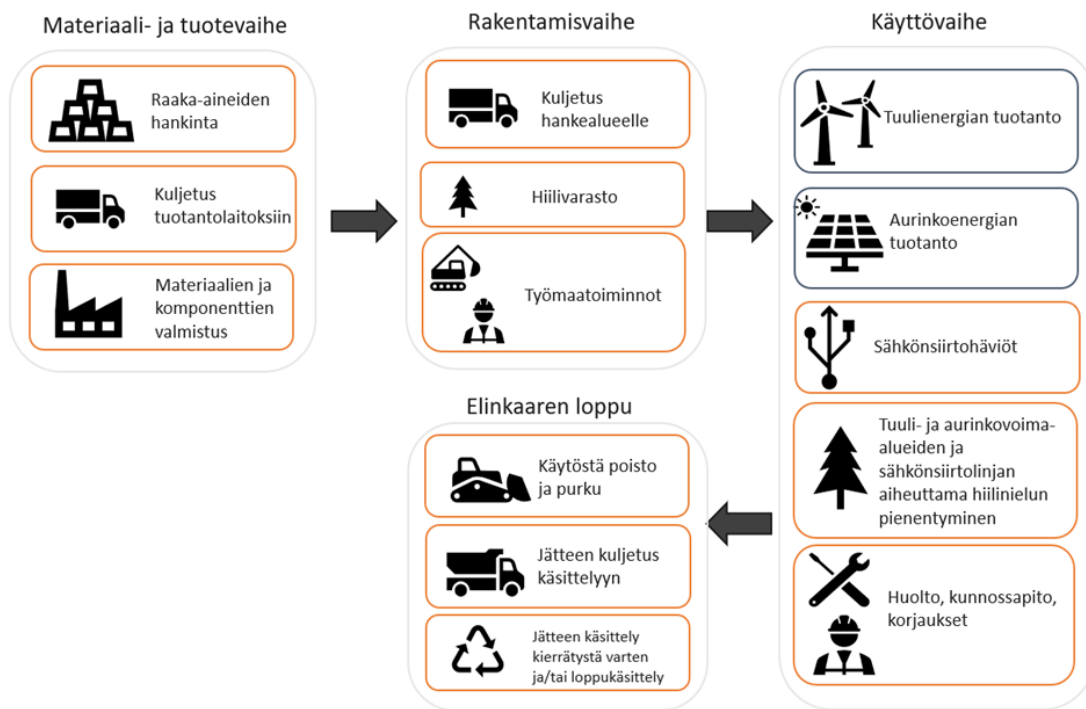 Materiaali- ja tuotevaihe
Raaka-aineiden
hankinta
Kuljetus
tuotantolaitoksiin
Materiaalien ja
komponenttien
valmistus
Rakentamisvaihe
Kuljetus
hankealueelle
Hiilivarasto
Työmaatoiminnot
Käyttövaihe
Tuulienergian tuotanto
Aurinkoenergian
tuotanto
Sähkönsiirtohäviöt
Tuuli- ja aurinkovoima-
alueiden ja
sähkönsiirtolinjan
aiheuttama hiilinielun
pienentyminen
Huolto, kunnossapito,
korjaukset
Elinkaaren loppu
Käytöstä poisto
ja purku
Jätteen kuljetus
käsittelyyn
Jätteen käsittely
kierrätystä varten
ja/tai loppukäsittely